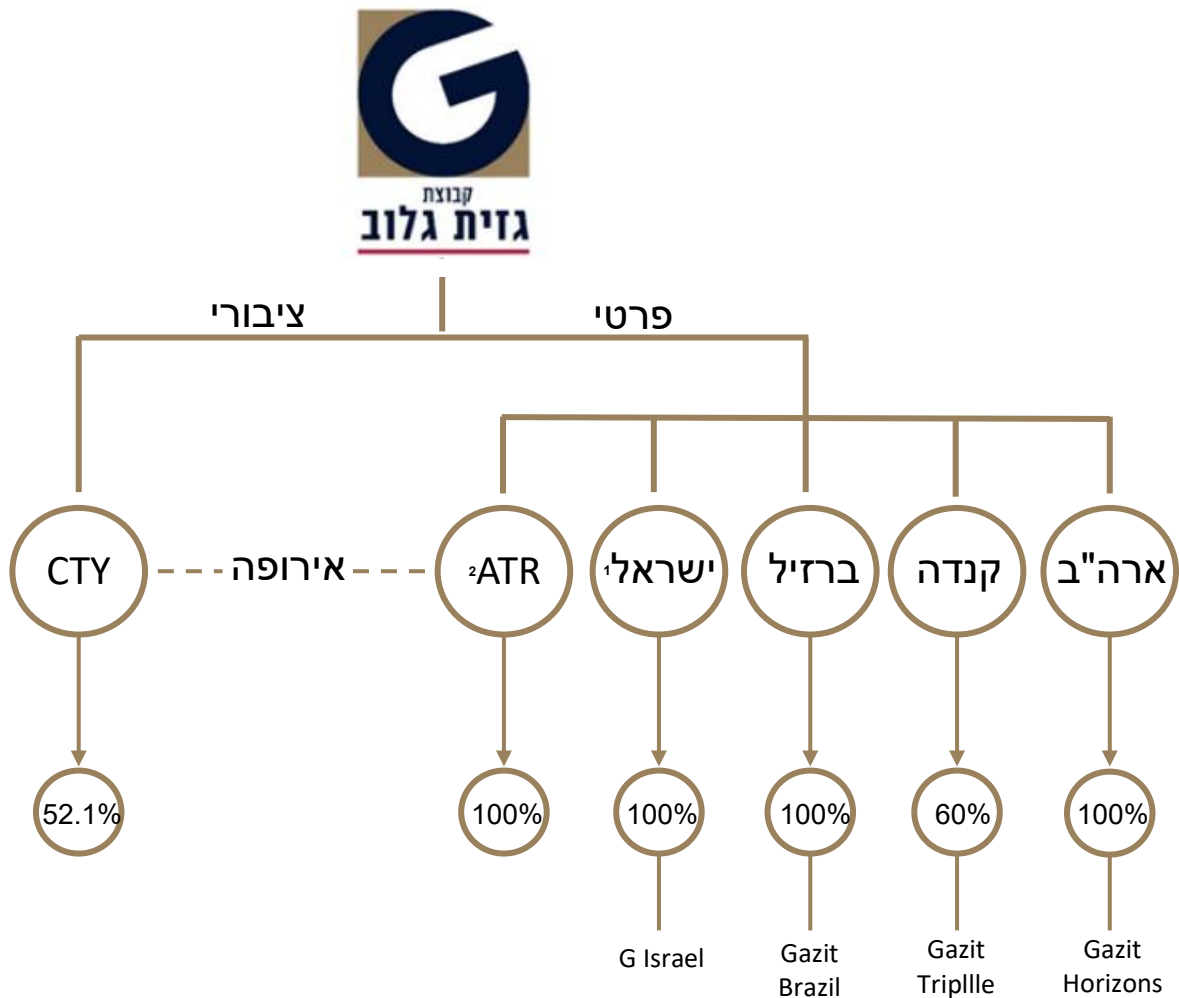 קבוצת
גזית גלוב
ציבורי
פרטי
CTY
אירופה
²ATR
ישראל¹
ברזיל
קנדה
ארה"ב
52.1%
100%
100%
100%
60%
100%
G Israel
Gazit
Brazil
Gazit
Tripllle
Gazit
Horizons